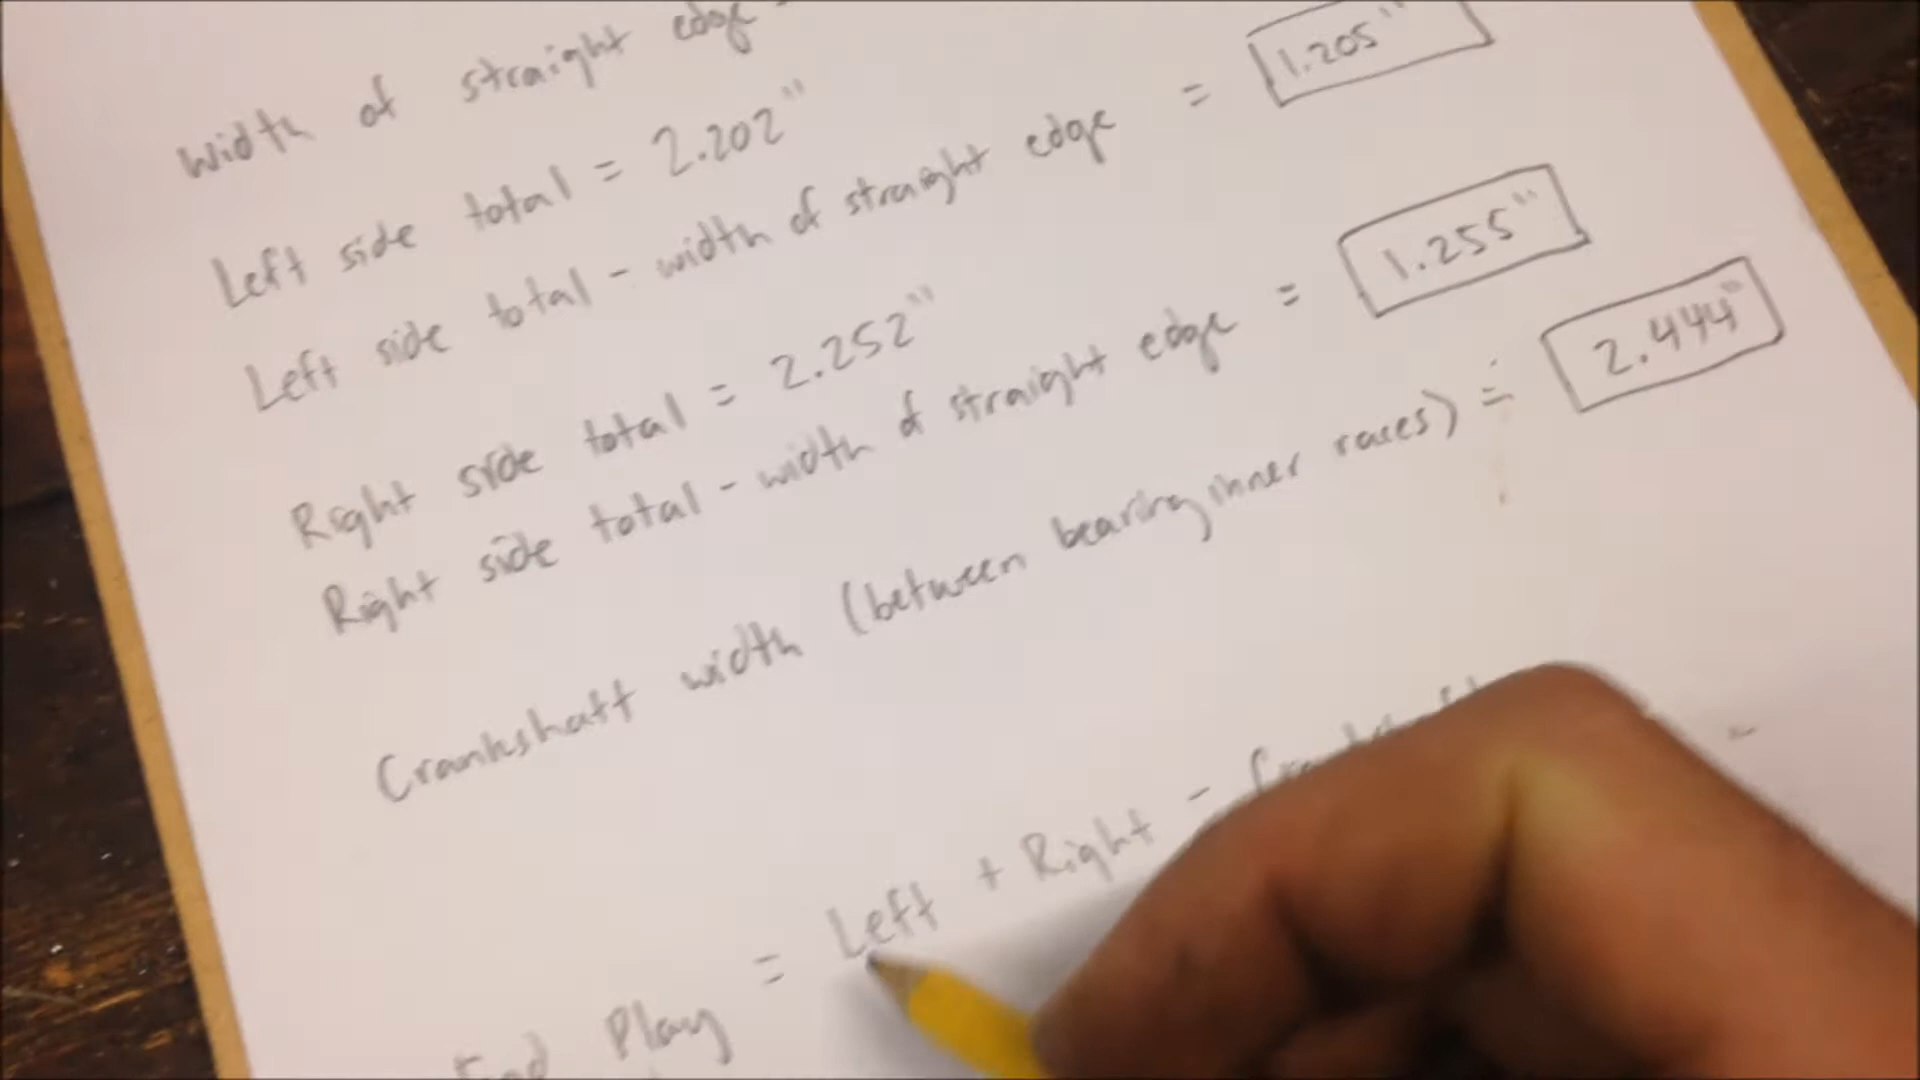 Width of straight edge
Left side total = 2.202"
Left side total - width of straight edge = 1.205"
Right side total = 2.252"
Right side total - width of straight edge = 1.255"
Crankshaft width (between bearing inner races) = 2.444"
End Play = Left + Right -